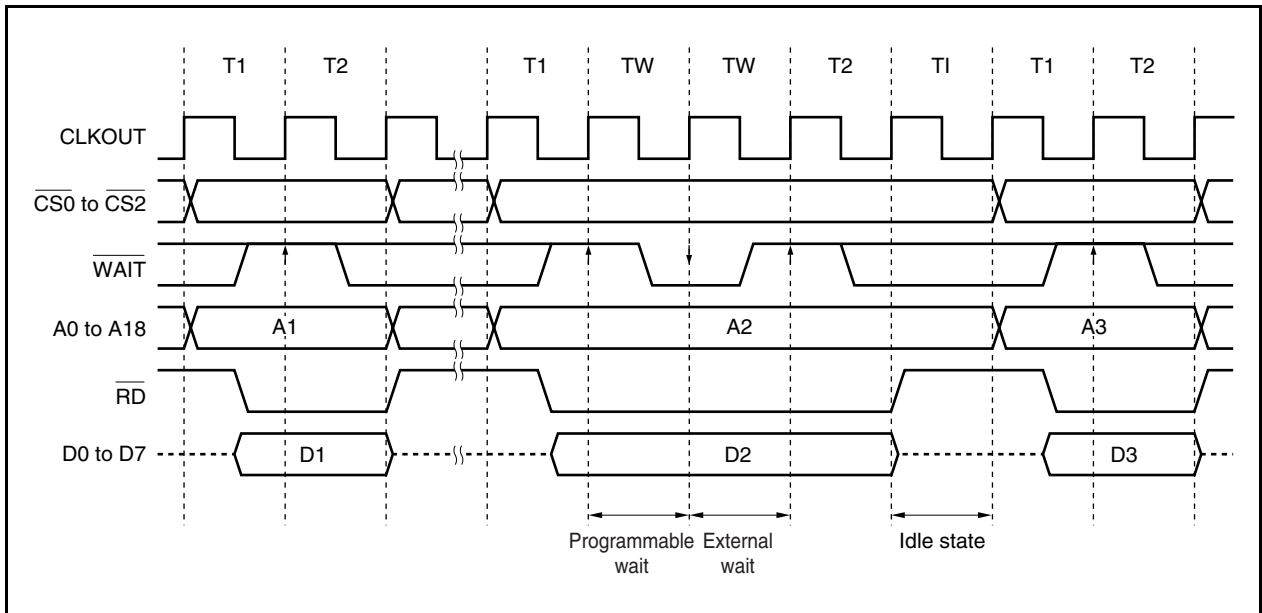 T1 T2 T1 TW TW T2 TI T1 T2
CLKOUT
CS0 to CS2
WAIT
A0 to A18 A1 A2 A3
RD
D0 to D7 D1 D2 D3
Programmable wait
External wait
Idle state